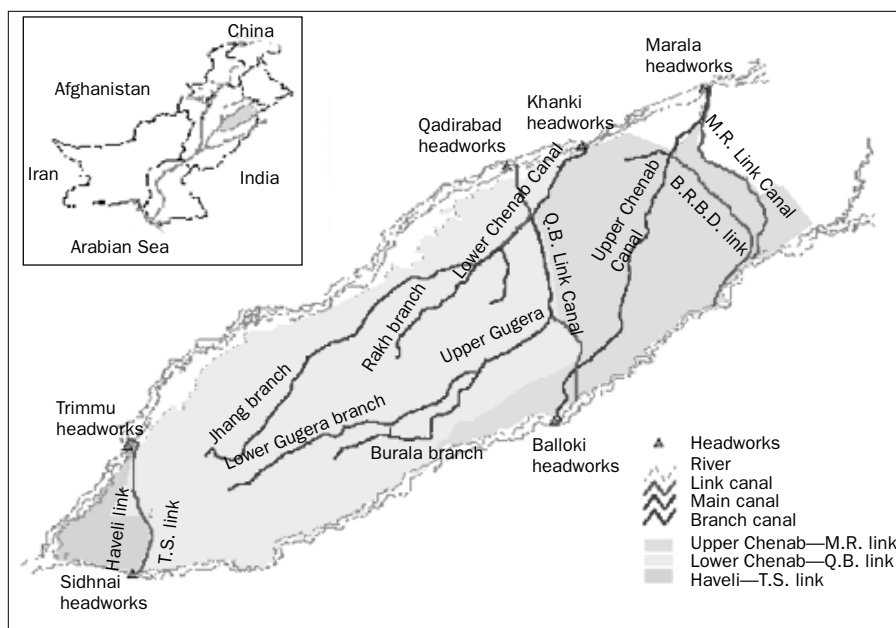 China
Afghanistan
Iran
India
Arabian Sea
Marala
headworks
Khanki
headworks
Qadirabad
headworks
M.R. Link Canal
B.R.B.D. link
Upper Chenab
Canal
Lower Chenab Canal
Q.B. Link Canal
Rakh branch
Upper Gugera
Jhang branch
Lower Gugera branch
Burala branch
Trimmu
headworks
Balloki
headworks
Haveli link
T.S. link
Sidhnai
headworks
Headworks
River
Link canal
Main canal
Branch canal
Upper Chenab—M.R. link
Lower Chenab—Q.B. link
Haveli—T.S. link